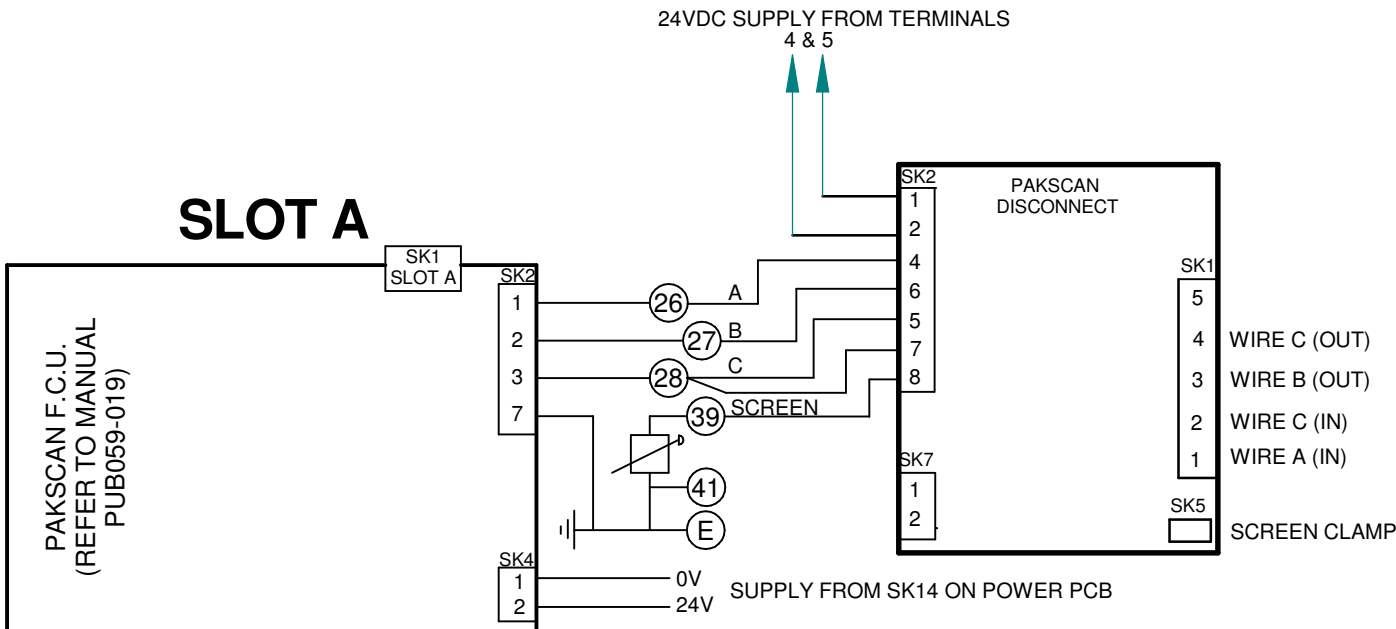 24VDC SUPPLY FROM TERMINALS
4 & 5
SLOT A
SK1
SLOT A
PAKSCAN F.C.U.
(REFER TO MANUAL
PUB059-019)
SK2
1
2
3
7
26
A
27
B
28
C
39
SCREEN
41
E
SK4
1
2
0V
24V
SUPPLY FROM SK14 ON POWER PCB
SK2
1
2
4
6
5
7
8
PAKSCAN
DISCONNECT
SK7
1
2
SK1
5
4 WIRE C (OUT)
3 WIRE B (OUT)
2 WIRE C (IN)
1 WIRE A (IN)
SK5
SCREEN CLAMP